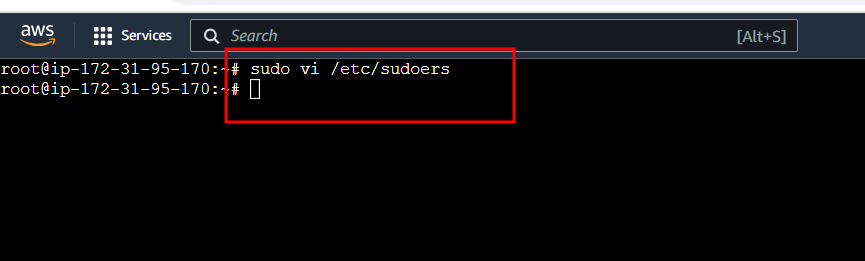 aws Services Search [Alt+S]
root@ip-172-31-95-170:~# sudo vi /etc/sudoers
root@ip-172-31-95-170:~#